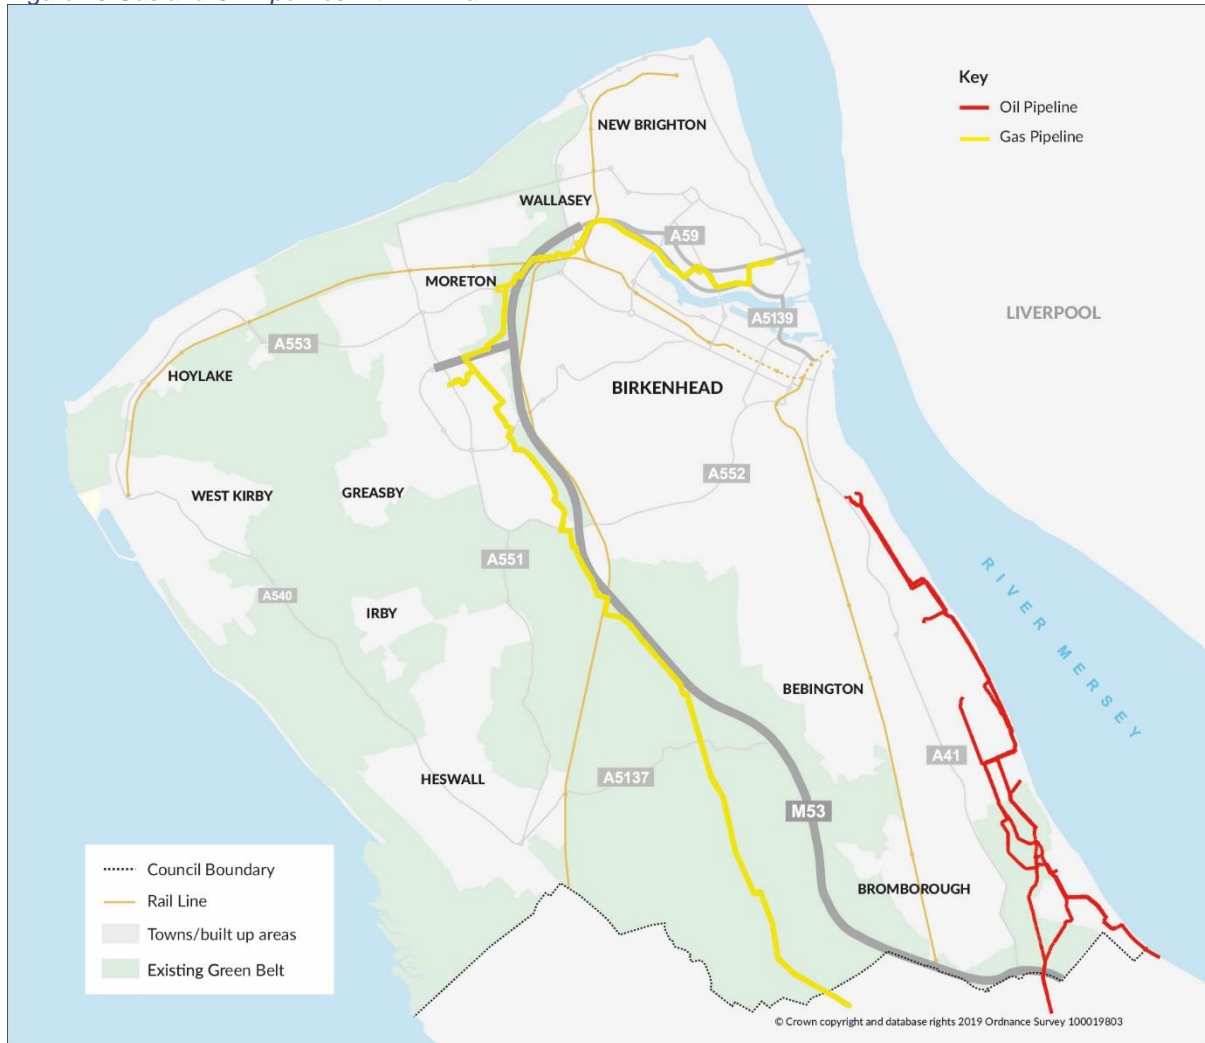 Key
Oil Pipeline
Gas Pipeline
NEW BRIGHTON
WALLASEY
A59
MORETON
LIVERPOOL
A5139
A553
HOYLAKE
BIRKENHEAD
A552
WEST KIRBY
GREASBY
A551
A540
IRBY
RIVER MERSEY
BEBINGTON
A41
HESWALL
A5137
M53
BROMBOROUGH
Council Boundary
Rail Line
Towns/built up areas
Existing Green Belt
© Crown copyright and database rights 2019 Ordnance Survey 100019803